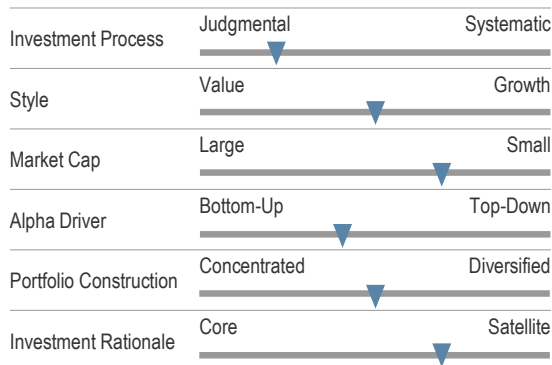 Investment Process Judgmental Systematic
Style Value Growth
Market Cap Large Small
Alpha Driver Bottom-Up Top-Down
Portfolio Construction Concentrated Diversified
Investment Rationale Core Satellite